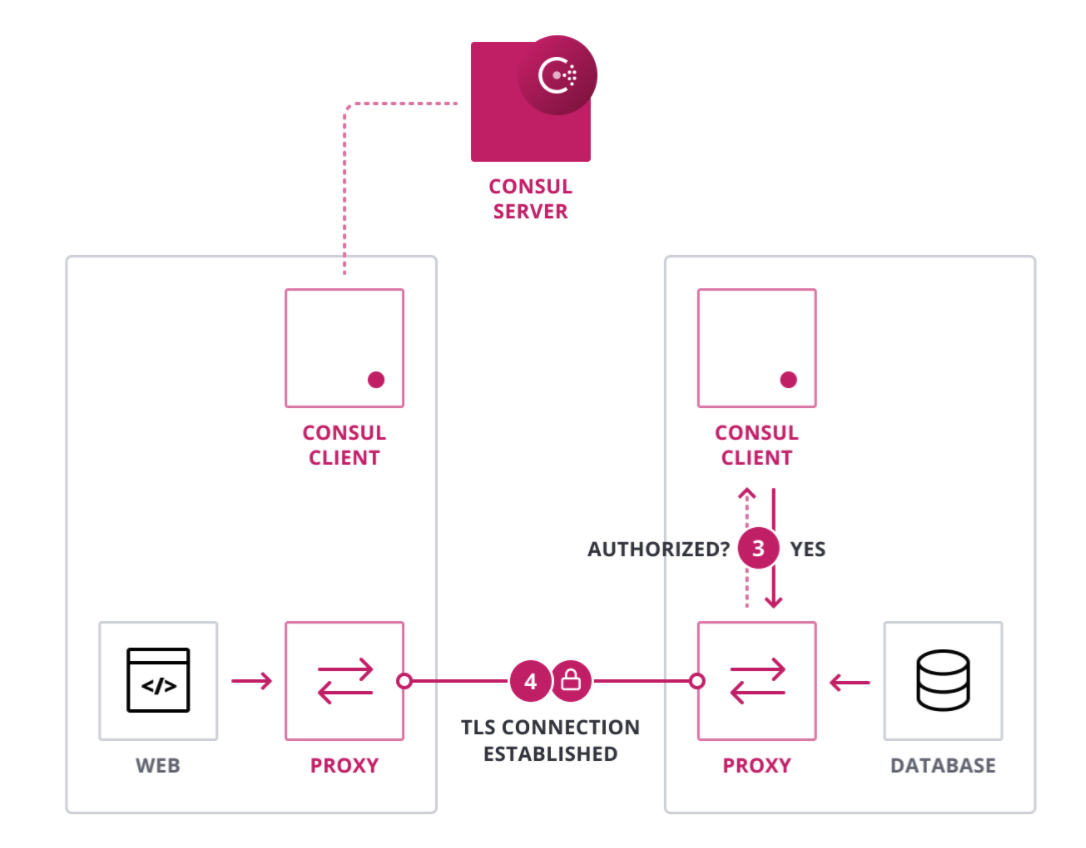 CONSUL
SERVER
CONSUL
CLIENT
CONSUL
CLIENT
AUTHORIZED? 3 YES
</>
4
TLS CONNECTION
ESTABLISHED
WEB
PROXY
PROXY
DATABASE